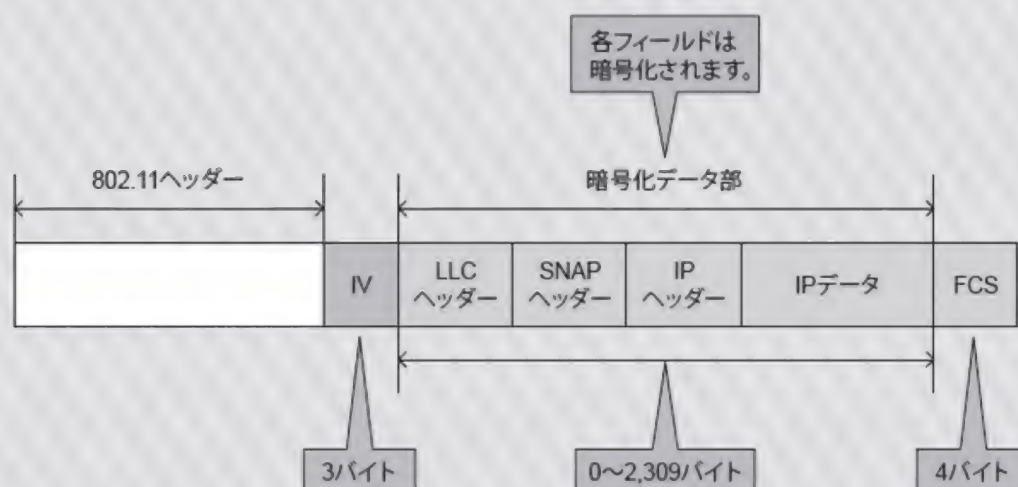 各フィールドは
暗号化されます。
802.11ヘッダー
暗号化データ部
IV
LLC
ヘッダー
SNAP
ヘッダー
IP
ヘッダー
IPデータ
FCS
3バイト
0〜2,309バイト
4バイト